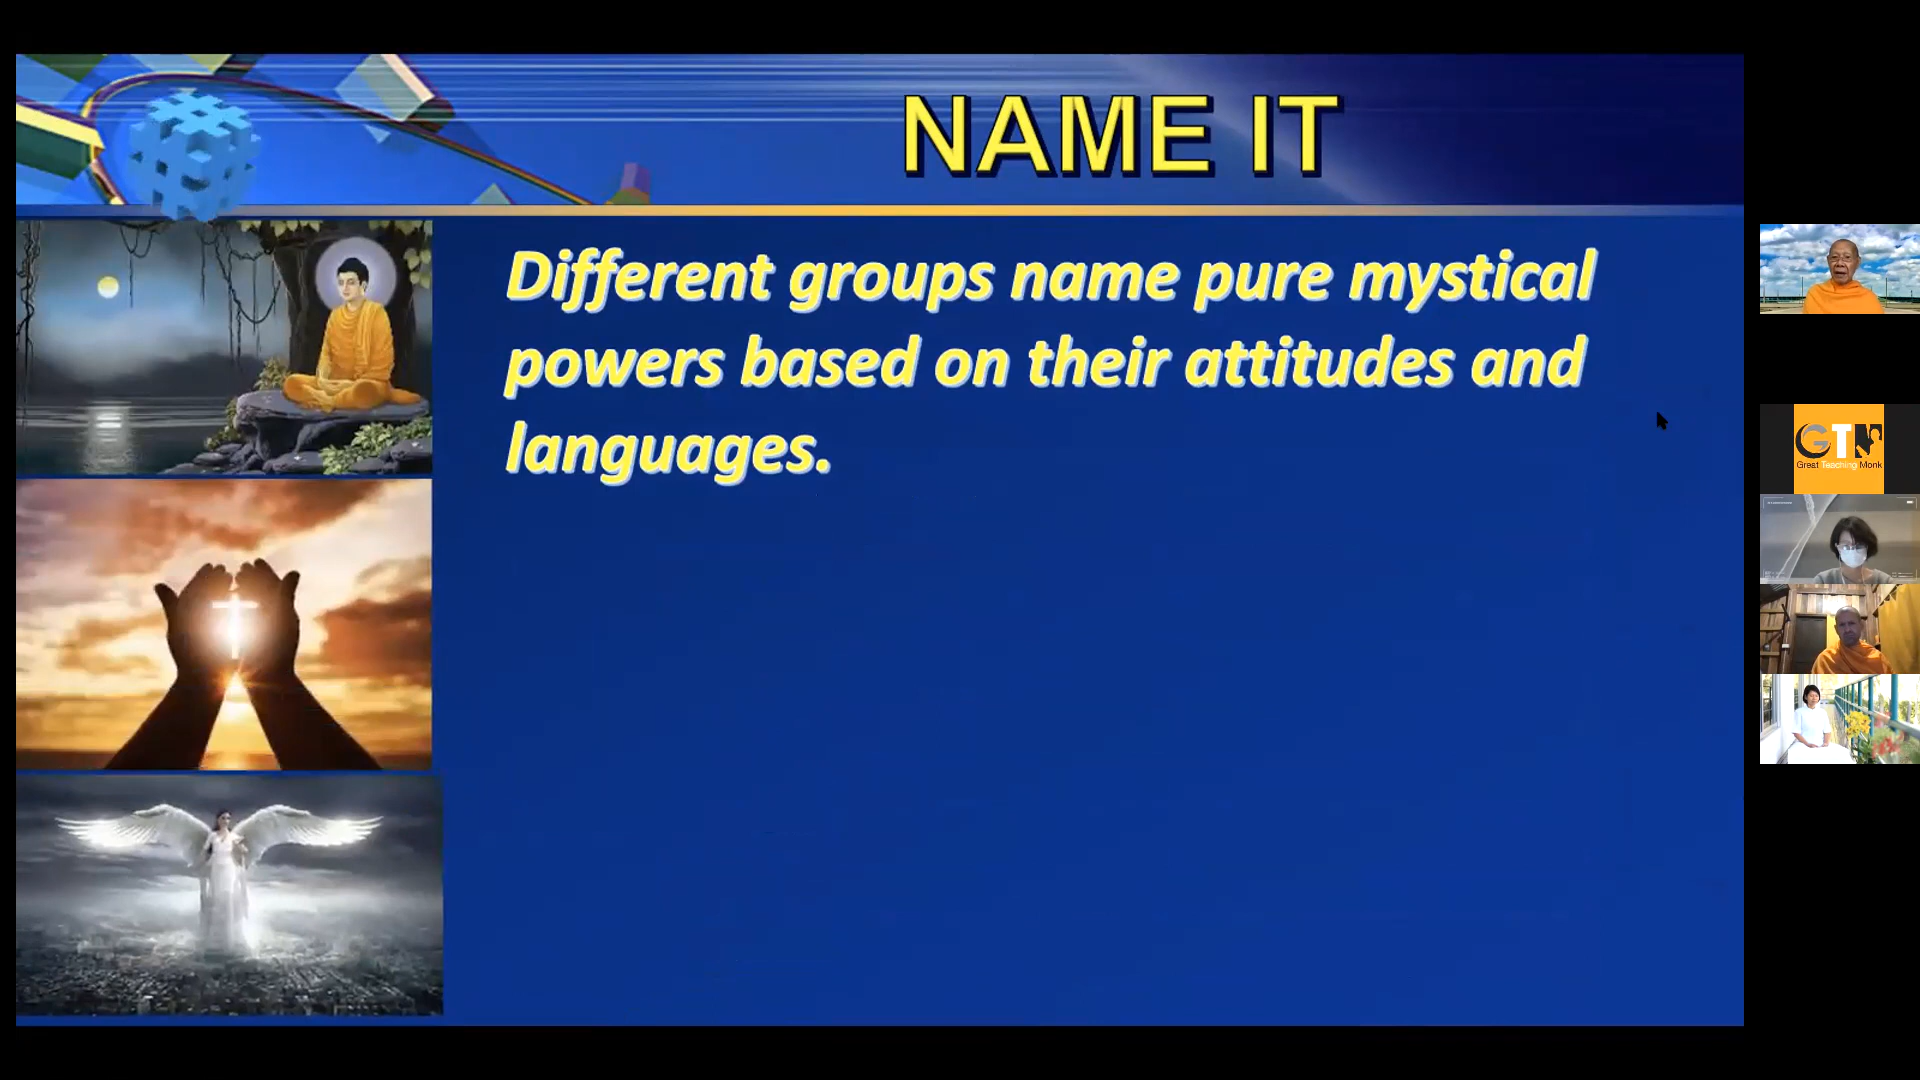 NAME IT
Different groups name pure mystical
powers based on their attitudes and
languages.
GTM
Great Teaching Monk